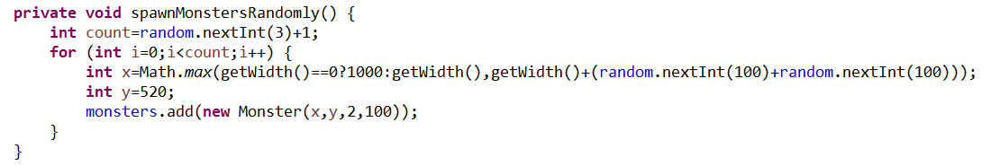 private void spawnMonstersRandomly() {
    int count=random.nextInt(3)+1;
    for (int i=0;i<count;i++) {
        int x=Math.max(getWidth()==0?1000:getWidth(),getWidth()+(random.nextInt(100)+random.nextInt(100)));
        int y=520;
        monsters.add(new Monster(x,y,2,100));
    }
}